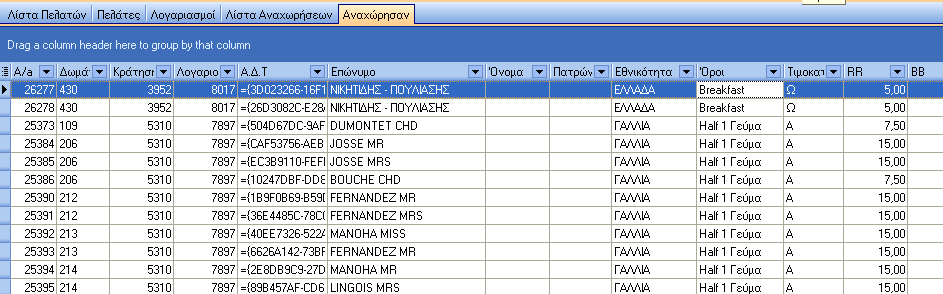 Λίστα Πελατών Πελάτες Λογαριασμοί Λίστα Αναχωρήσεων Αναχώρησαν
Drag a column header here to group by that column
Α/α Δωμά Κράτηση Λογαριο Α.Δ.Τ Επώνυμο Όνομα Πατρών Εθνικότητα Όροι Τιμοκατ RR BB
26277 430 3952 8017 ={3D023266-16F1 ΝΙΚΗΤΙΔΗΣ - ΠΟΥΛΙΑΣΗΣ ΕΛΛΑΔΑ Breakfast Ω 5,00
26278 430 3952 8017 ={26D3082C-E28A ΝΙΚΗΤΙΔΗΣ - ΠΟΥΛΙΑΣΗΣ ΕΛΛΑΔΑ Breakfast Ω 5,00
25373 109 5310 7897 ={504D67DC-9AF DUMONTET CHD ΓΑΛΛΙΑ Half 1 Γεύμα Α 7,50
25384 206 5310 7897 ={CAF53756-AEB JOSSE MR ΓΑΛΛΙΑ Half 1 Γεύμα Α 15,00
25385 206 5310 7897 ={EC3B9110-FEF JOSSE MRS ΓΑΛΛΙΑ Half 1 Γεύμα Α 15,00
25386 206 5310 7897 ={10247DBF-DD8 BOUCHE CHD ΓΑΛΛΙΑ Half 1 Γεύμα Α 7,50
25390 212 5310 7897 ={1B9F0B69-B59 FERNANDEZ MR ΓΑΛΛΙΑ Half 1 Γεύμα Α 15,00
25391 212 5310 7897 ={36E4485C-78C FERNANDEZ MRS ΓΑΛΛΙΑ Half 1 Γεύμα Α 15,00
25392 213 5310 7897 ={40EE7326-522A MANOHA MISS ΓΑΛΛΙΑ Half 1 Γεύμα Α 15,00
25393 213 5310 7897 ={6626A142-73BF FERNANDEZ MR ΓΑΛΛΙΑ Half 1 Γεύμα Α 15,00
25394 214 5310 7897 ={2E8DB9C9-27D MANOHA MR ΓΑΛΛΙΑ Half 1 Γεύμα Α 15,00
25395 214 5310 7897 ={89B457AF-CD6 LINGOIS MRS ΓΑΛΛΙΑ Half 1 Γεύμα Α 15,00